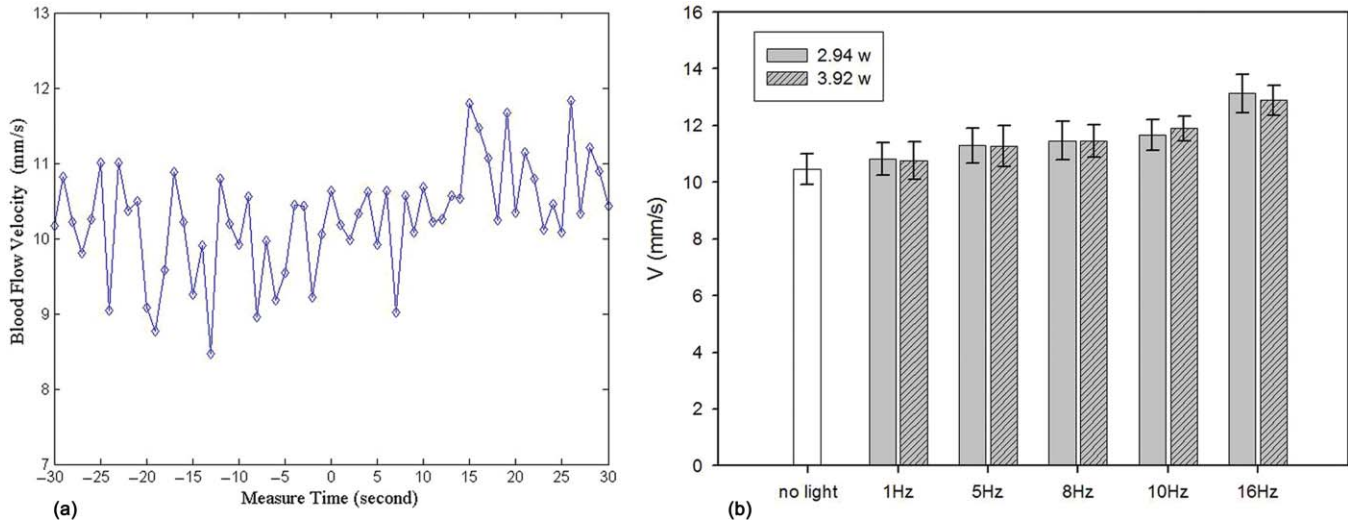 13
12
11
10
9
8
7
Blood Flow Velocity (mm/s)
–30 –25 –20 –15 –10 –5 0 5 10 15 20 25 30
Measure Time (second)
(a)
16
14
12
10
8
6
4
2
0
V (mm/s)
2.94 w
3.92 w
no light 1Hz 5Hz 8Hz 10Hz 16Hz
(b)